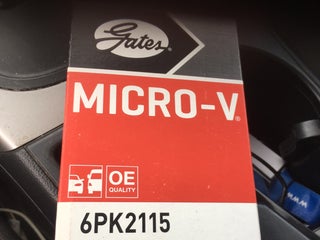 Gates
MICRO-V®
OE
QUALITY
6PK2115